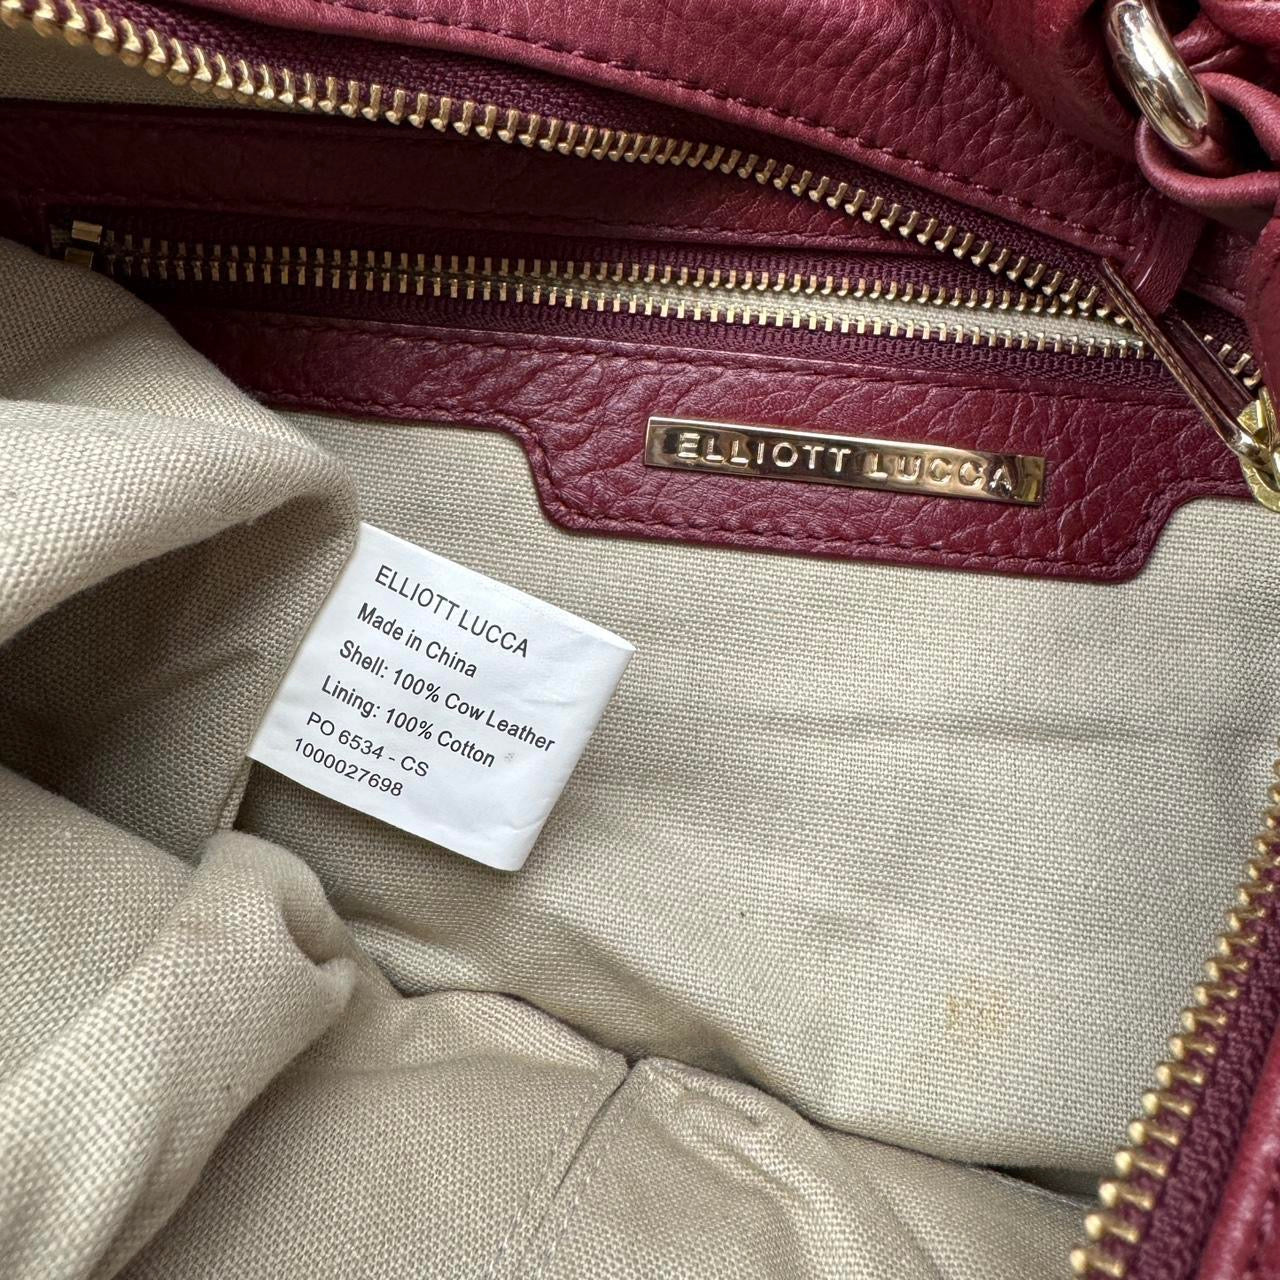 ELLIOTT LUCCA
ELLIOTT LUCCA
Made in China
Shell: 100% Cow Leather
Lining: 100% Cotton
PO 6534 - CS
1000027698